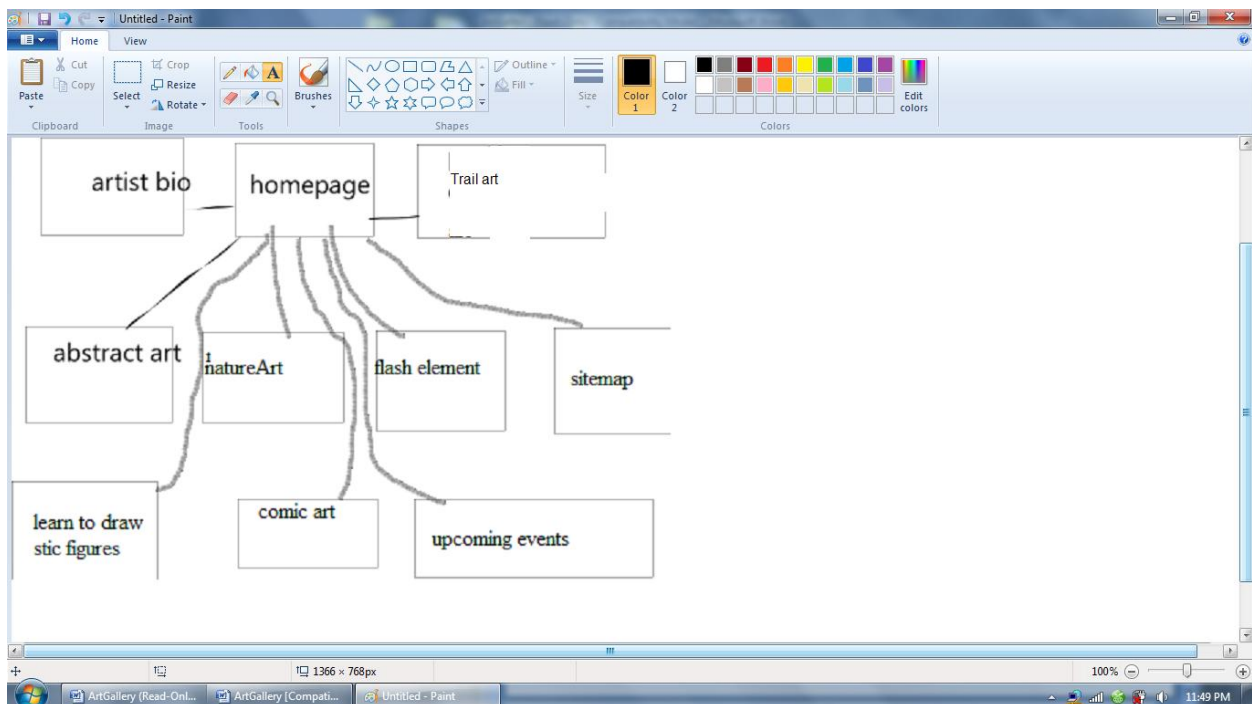 Untitled - Paint
Home View
Cut
Copy
Paste
Clipboard
Select
Crop
Resize
Rotate
Image
A
Tools
Brushes
Outline
Fill
Shapes
Size
Color 1
Color 2
Edit colors
Colors
artist bio
homepage
Trail art
abstract art
natureArt
flash element
sitemap
learn to draw
stic figures
comic art
upcoming events
1366 × 768px
100%
ArtGallery (Read-Onl...
ArtGallery [Compati...
Untitled - Paint
11:49 PM